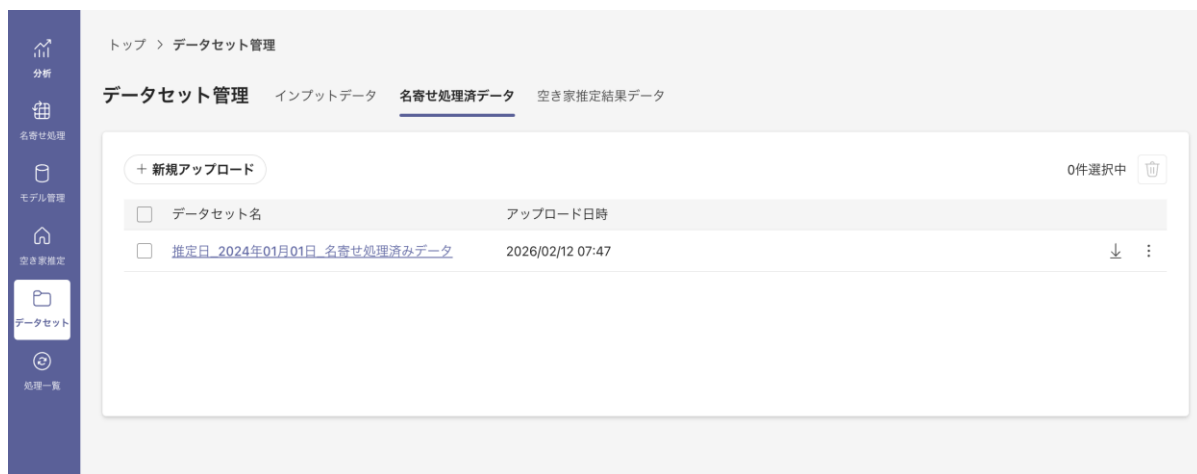 分析
名寄せ処理
モデル管理
空き家推定
データセット
処理一覧
トップ > データセット管理
データセット管理 インプットデータ 名寄せ処理済データ 空き家推定結果データ
+ 新規アップロード 0件選択中
データセット名 アップロード日時
推定日_2024年01月01日_名寄せ処理済みデータ 2026/02/12 07:47